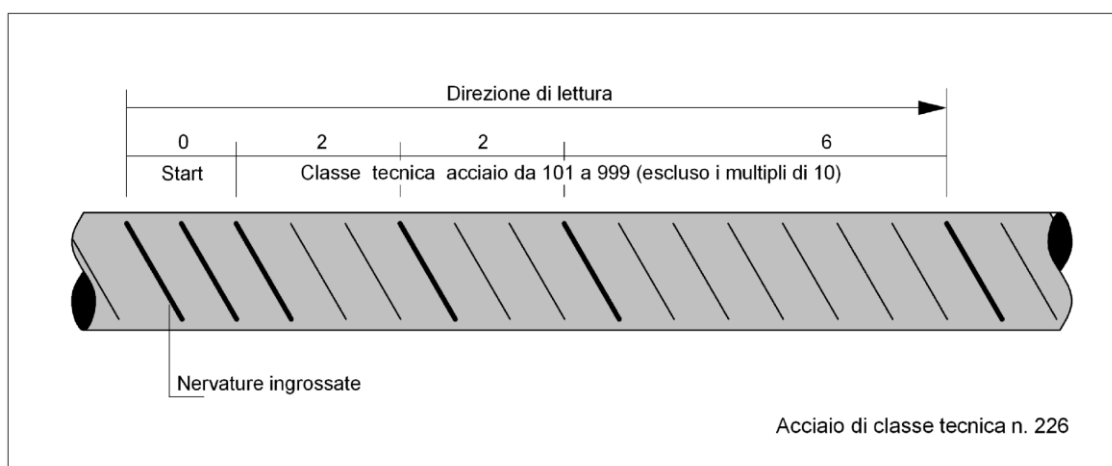 Direzione di lettura
0 2 2 6
Start Classe tecnica acciaio da 101 a 999 (escluso i multipli di 10)
Nervature ingrossate
Acciaio di classe tecnica n. 226